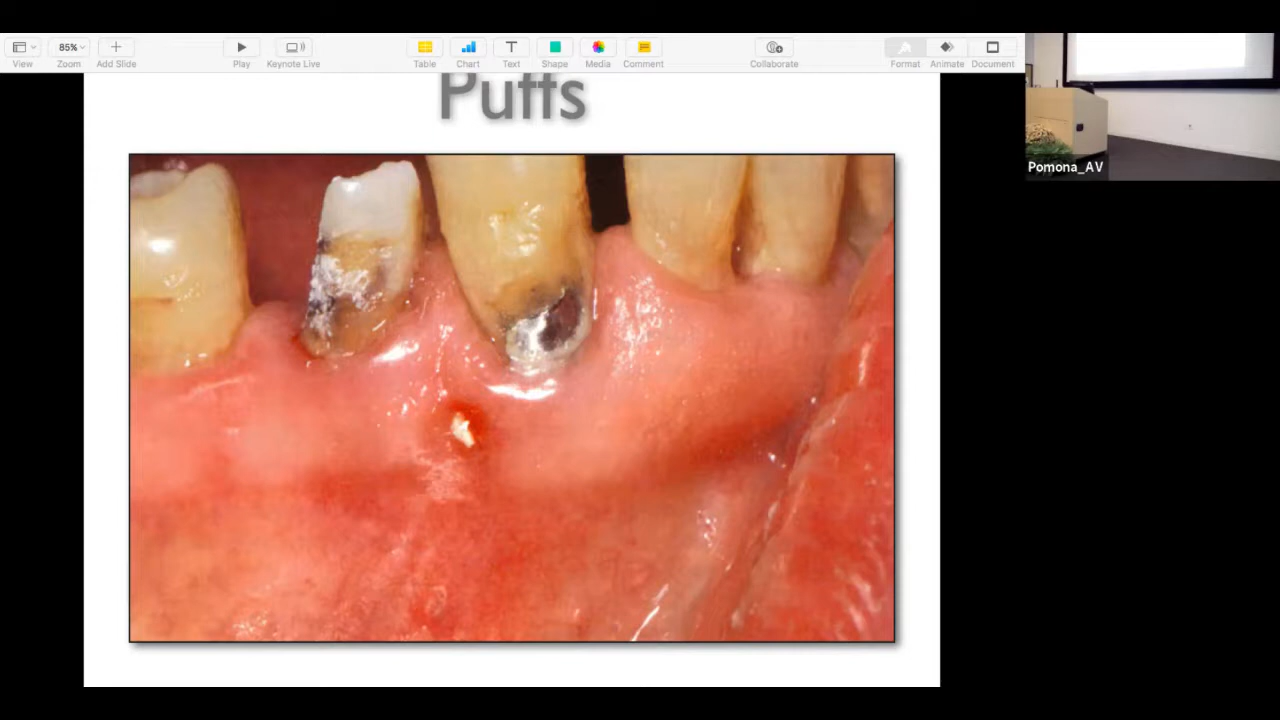 85%
View
Zoom
Add Slide
Play
Keynote Live
Table
Chart
Text
Shape
Media
Comment
Collaborate
Format
Animate
Document
Puffs
Pomona_AV